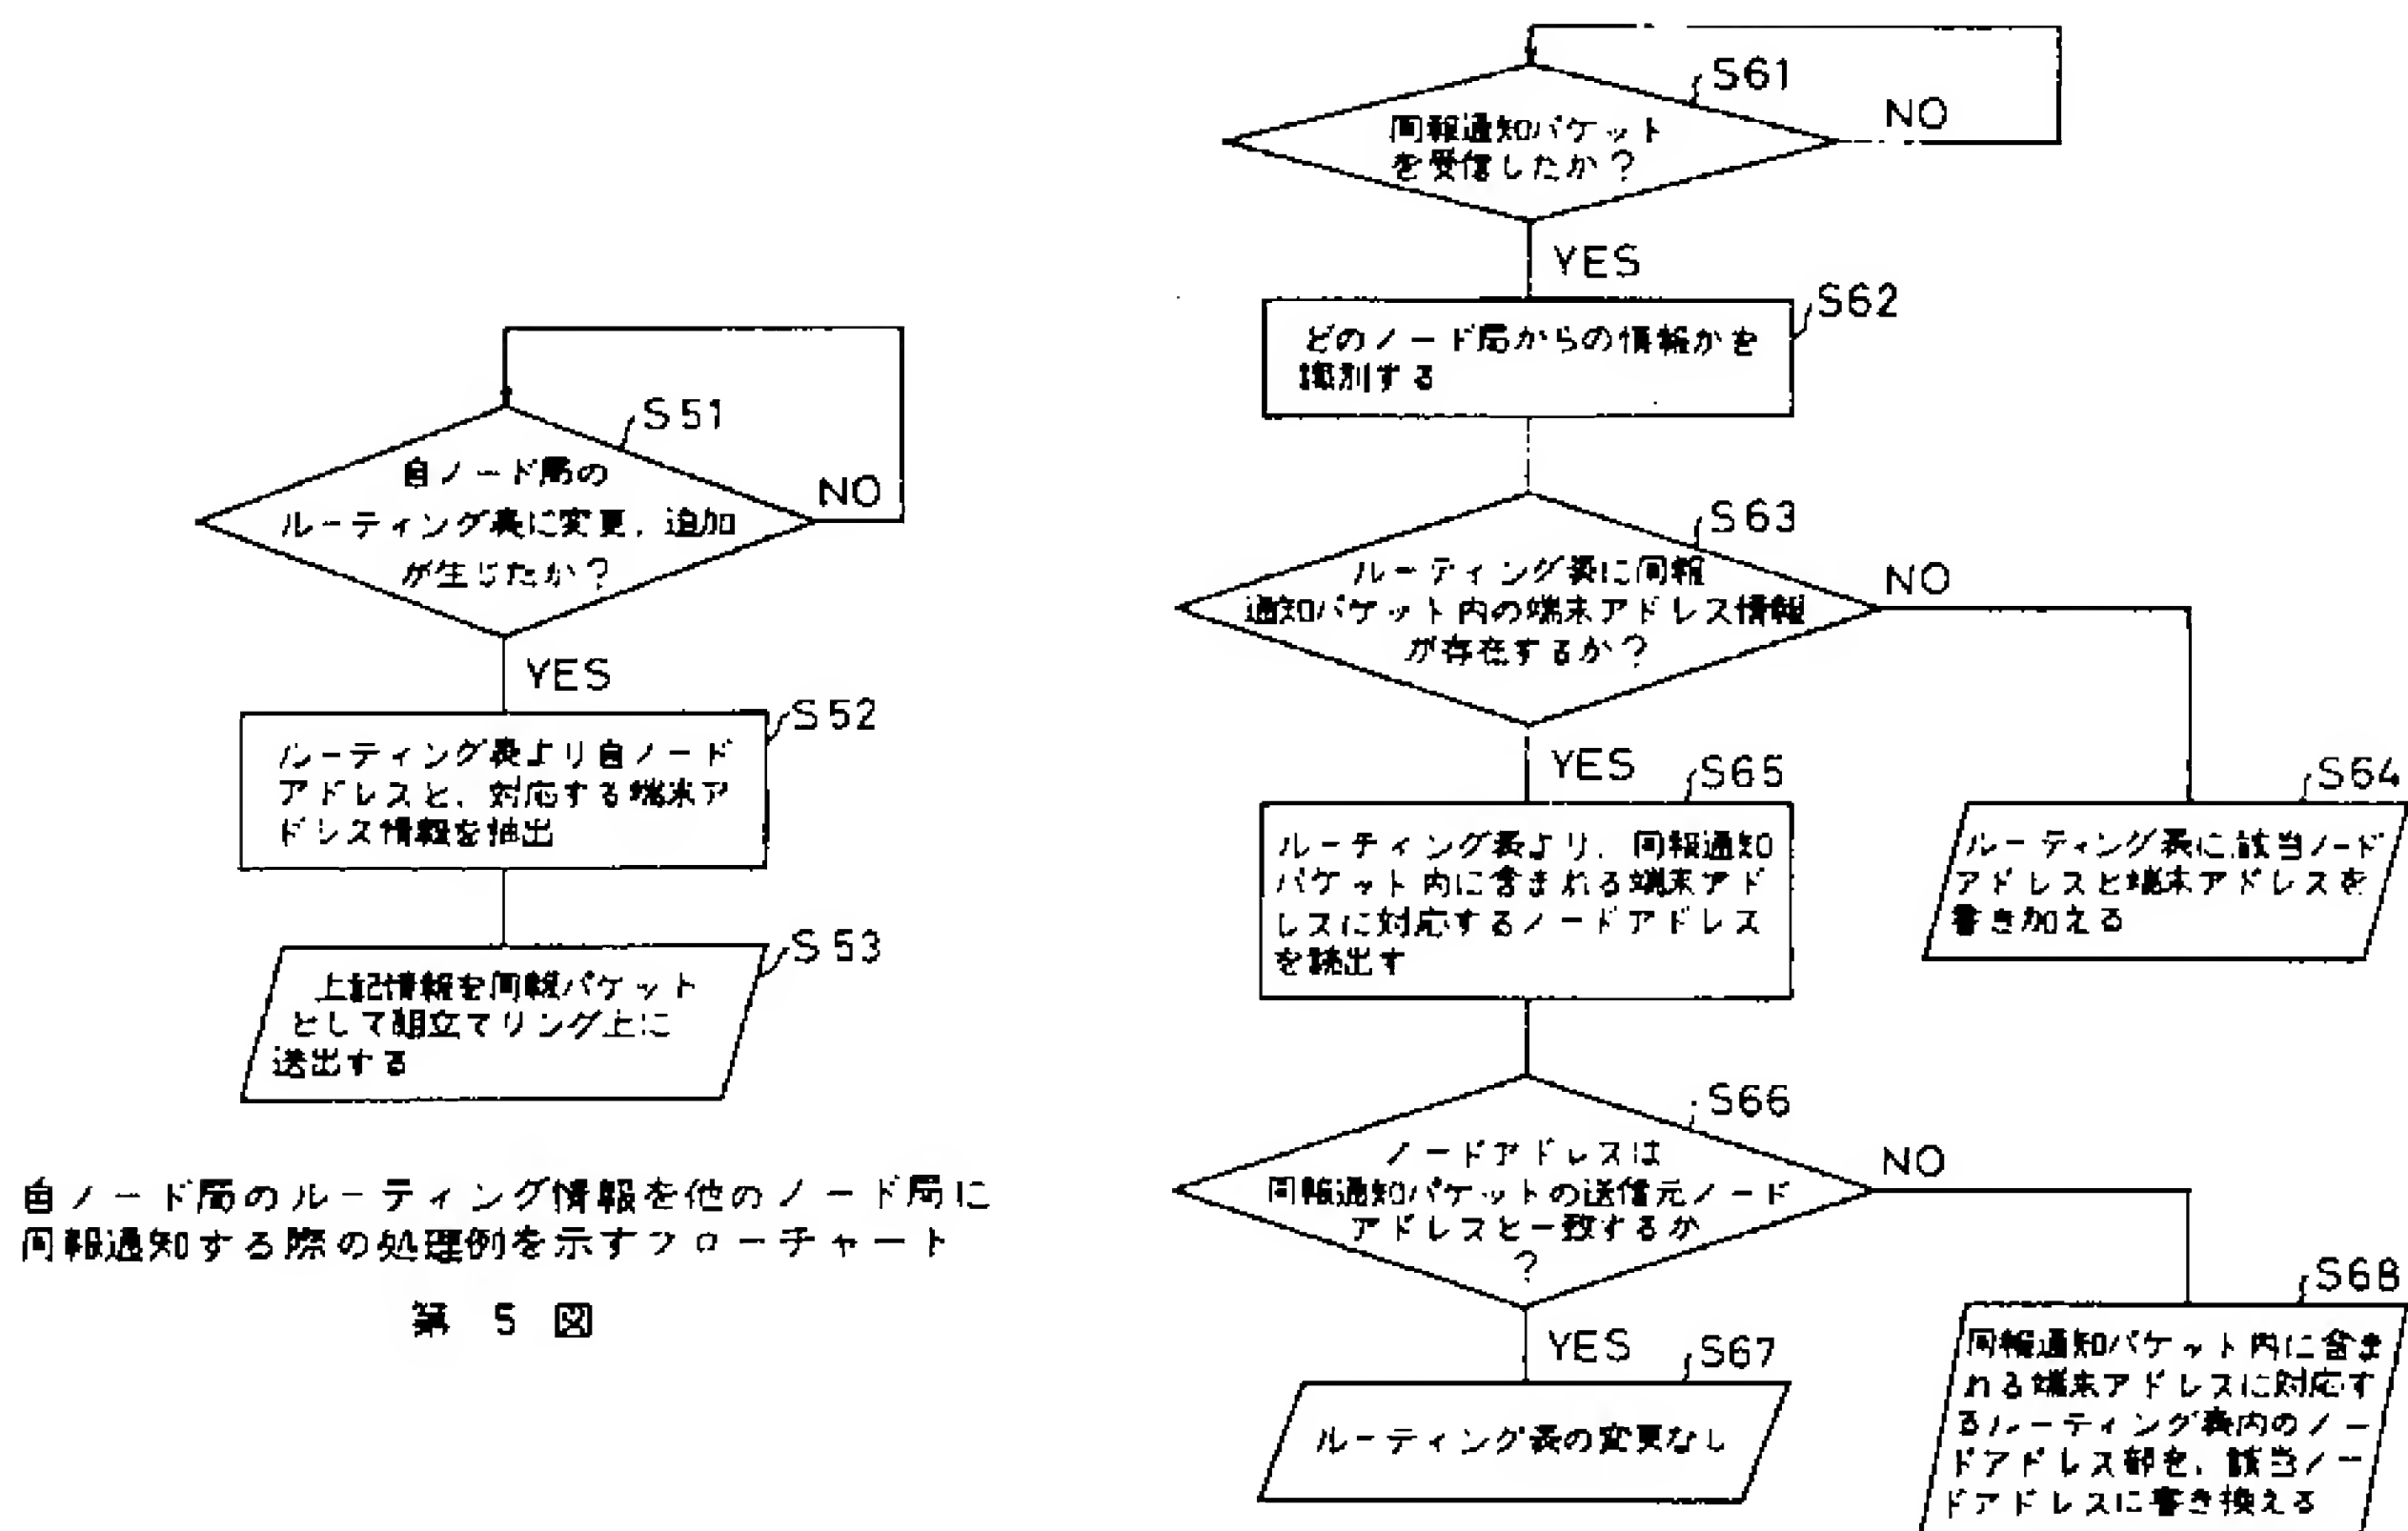 S51
自ノード局の
ルーティング表に変更、追加
が生じたか?
NO
YES
S52
ルーティング表より自ノード
アドレスと、対応する端末ア
ドレス情報を抽出
S53
上記情報を同報パケット
として組立てリング上に
送出する
自ノード局のルーティング情報を他のノード局に
同報通知する際の処理例を示すフローチャート
第 5 図
S61
同報通知パケット
を受信したか?
NO
YES
S62
どのノード局からの情報かを
識別する
S63
ルーティング表に同報
通知パケット内の端末アドレス情報
が存在するか?
NO
YES
S64
ルーティング表に該当ノード
アドレスと端末アドレスを
書き加える
S65
ルーティング表より、同報通知
パケット内に含まれる端末アド
レスに対応するノードアドレス
を読出す
S66
ノードアドレスは
同報通知パケットの送信元ノード
アドレスと一致するか
?
NO
YES
S67
ルーティング表の変更なし
S68
同報通知パケット内に含ま
れる端末アドレスに対応す
るルーティング表内のノー
ドアドレス部を、該当ノー
ドアドレスに書き換える